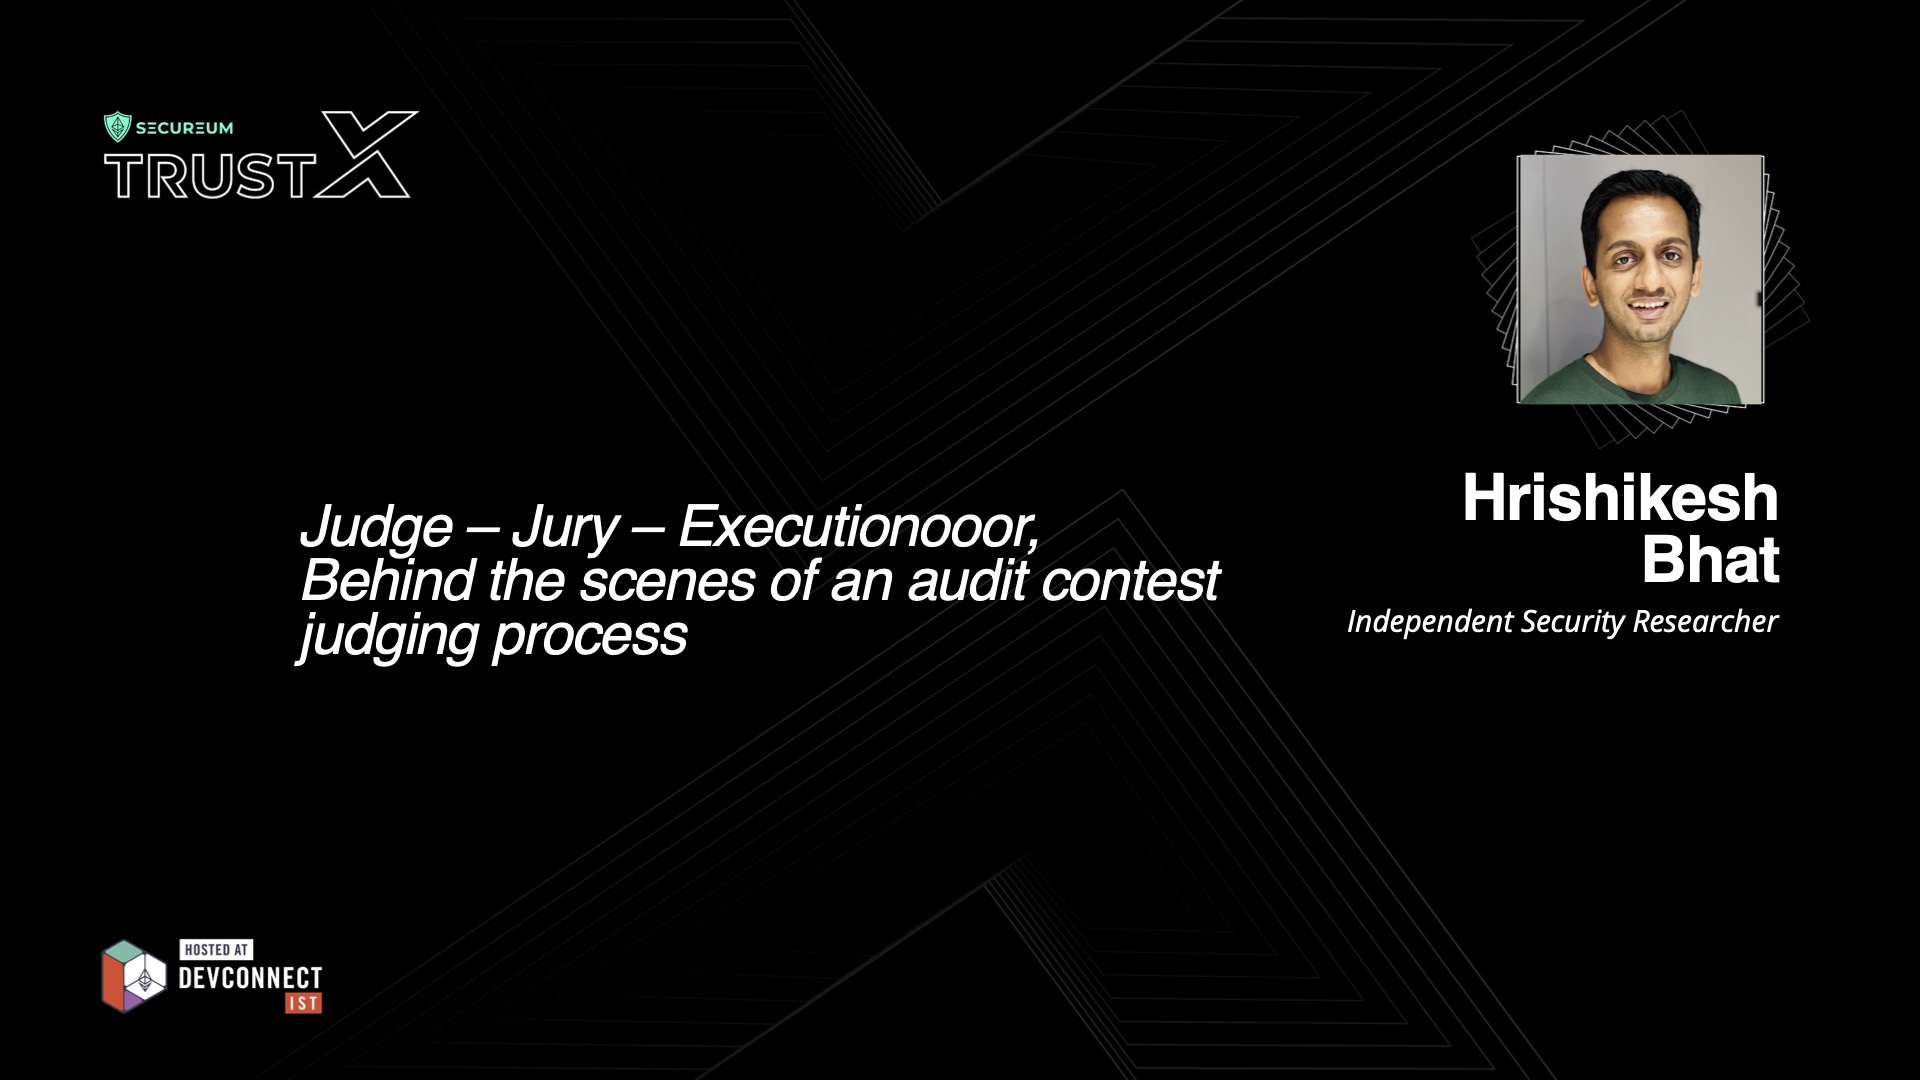 SECUREUM
TRUSTX
Judge – Jury – Executionooor,
Behind the scenes of an audit contest
judging process
Hrishikesh
Bhat
Independent Security Researcher
HOSTED AT
DEVCONNECT
IST